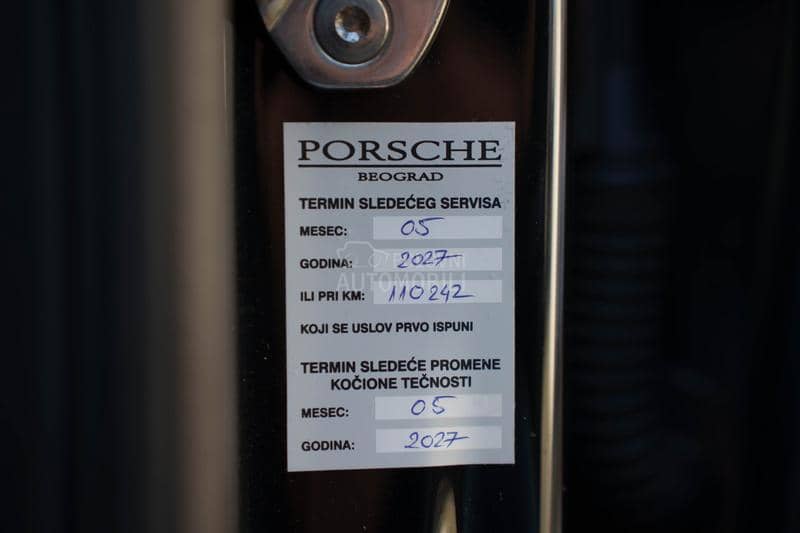 PORSCHE
BEOGRAD
TERMIN SLEDEĆEG SERVISA
MESEC: 05
GODINA: 2027
ILI PRI KM: 110242
KOJI SE USLOV PRVO ISPUNI
TERMIN SLEDEĆE PROMENE
KOČIONE TEČNOSTI
MESEC: 05
GODINA: 2027
AUTOMOBILI